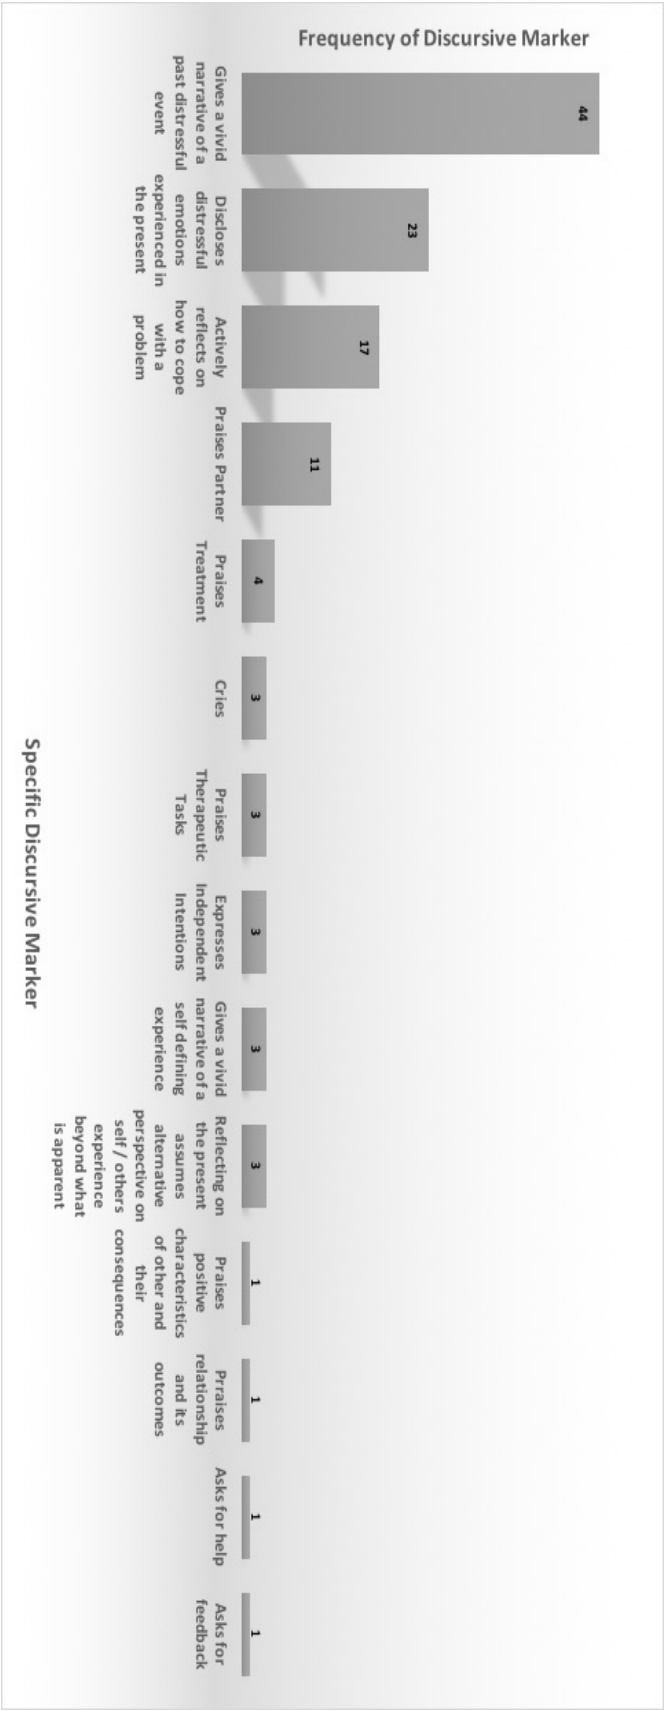 Frequency of Discursive Marker
44
23
17
11
4
3
3
3
3
3
1
1
1
1
Gives a vivid
narrative of a
past distressful
event
Discloses
distressful
emotions
experienced in
the present
Actively
reflects on
how to cope
with a
problem
Praises Partner
Praises
Treatment
Cries
Praises
Therapeutic
Tasks
Expresses
Independent
Intentions
Gives a vivid
narrative of a
self defining
experience
Reflecting on
the present
assumes
alternative
perspective on
self / others
experience
beyond what
is apparent
Praises
positive
characteristics
of other and
their
consequences
Prraises
relationship
and its
outcomes
Asks for help
Asks for
feedback
Specific Discursive Marker